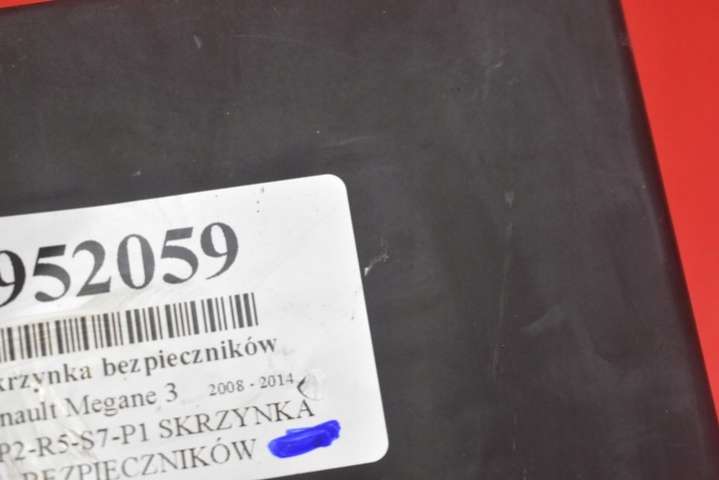 952059
krzynka bezpieczników
nault Megane 3 2008 - 2014
P2-R5-S7-P1 SKRZYNKA
BEZPIECZNIKÓW